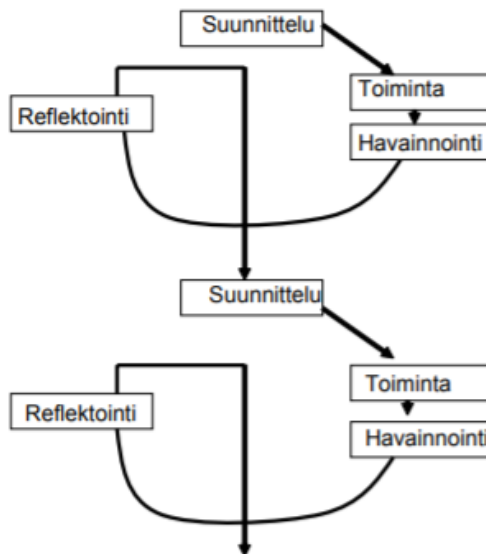 Suunnittelu
Toiminta
Reflektointi
Havainnointi
Suunnittelu
Toiminta
Reflektointi
Havainnointi